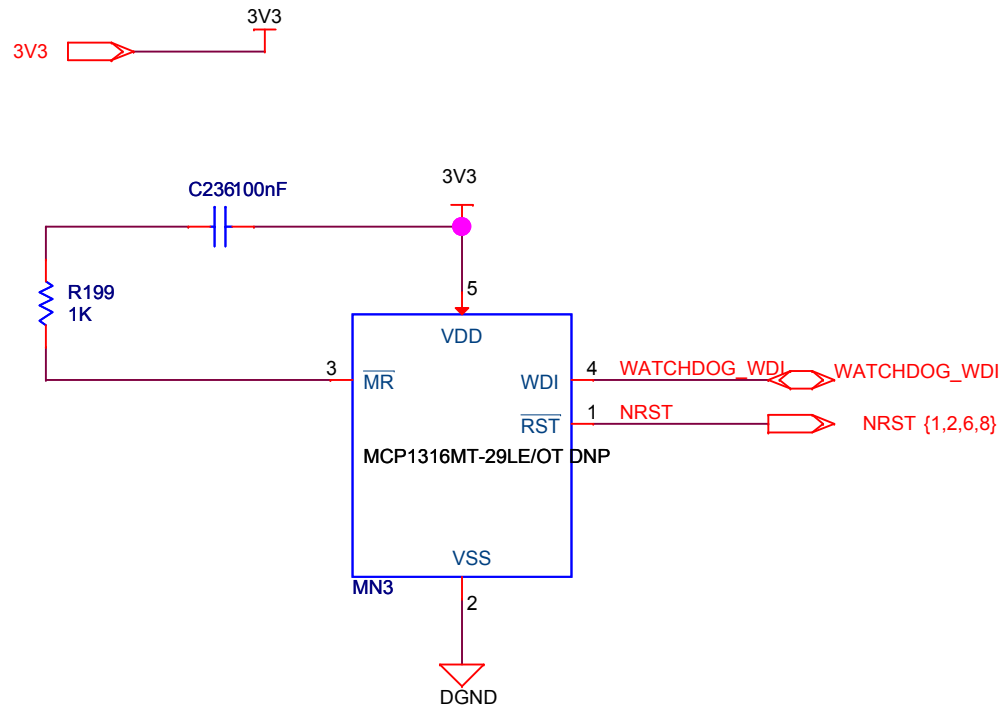 3V3
3V3
3V3
C236100nF
5
R199
1K
VDD
3
MR
WDI
4
WATCHDOG_WDI
WATCHDOG_WDI
RST
1
NRST
NRST {1,2,6,8}
MCP1316MT-29LE/OT DNP
VSS
MN3
2
DGND